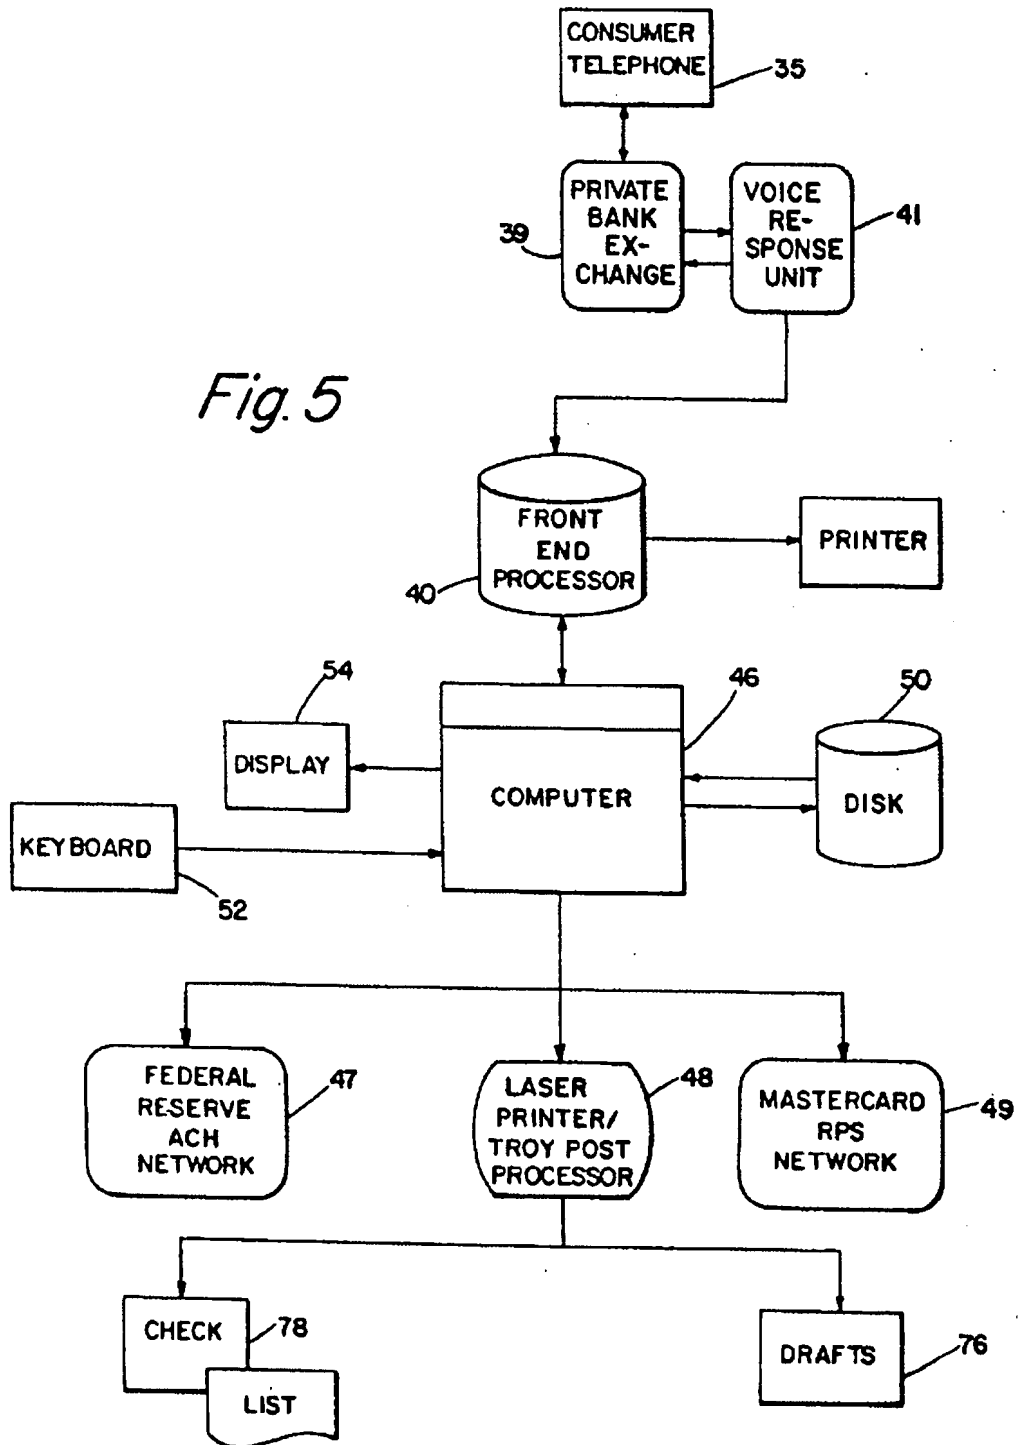 CONSUMER
TELEPHONE
35
PRIVATE
BANK
EX-
CHANGE
39
VOICE
RE-
SPONSE
UNIT
41
Fig. 5
FRONT
END
PROCESSOR
40
PRINTER
54
DISPLAY
46
COMPUTER
50
DISK
KEYBOARD
52
FEDERAL
RESERVE
ACH
NETWORK
47
LASER
PRINTER/
TROY POST
PROCESSOR
48
MASTERCARD
RPS
NETWORK
49
CHECK
78
LIST
DRAFTS
76